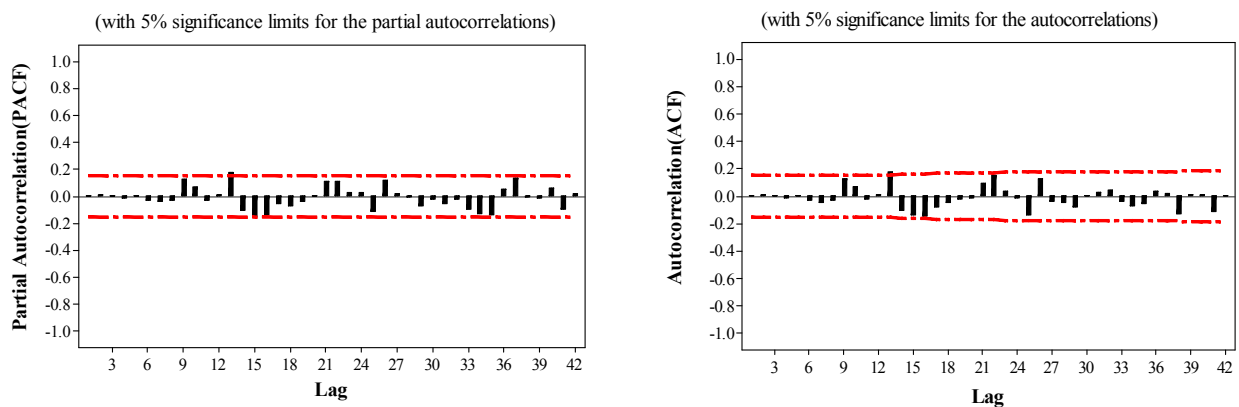 (with 5% significance limits for the partial autocorrelations)
Partial Autocorrelation(PACF)
1.0
0.8
0.6
0.4
0.2
0.0
-0.2
-0.4
-0.6
-0.8
-1.0
3 6 9 12 15 18 21 24 27 30 33 36 39 42
Lag
(with 5% significance limits for the autocorrelations)
Autocorrelation(ACF)
1.0
0.8
0.6
0.4
0.2
0.0
-0.2
-0.4
-0.6
-0.8
-1.0
3 6 9 12 15 18 21 24 27 30 33 36 39 42
Lag